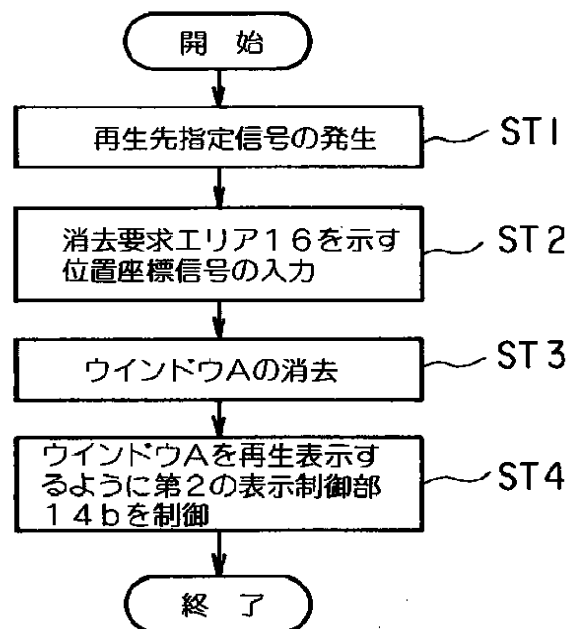 開 始
再生先指定信号の発生
ST1
消去要求エリア16を示す
位置座標信号の入力
ST2
ウインドウAの消去
ST3
ウインドウAを再生表示す
るように第2の表示制御部
14bを制御
ST4
終 了